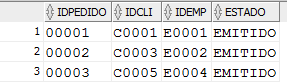 IDPEDIDO IDCLI IDEMP ESTADO
1 00001 C0001 E0001 EMITIDO
2 00002 C0003 E0002 EMITIDO
3 00003 C0005 E0004 EMITIDO